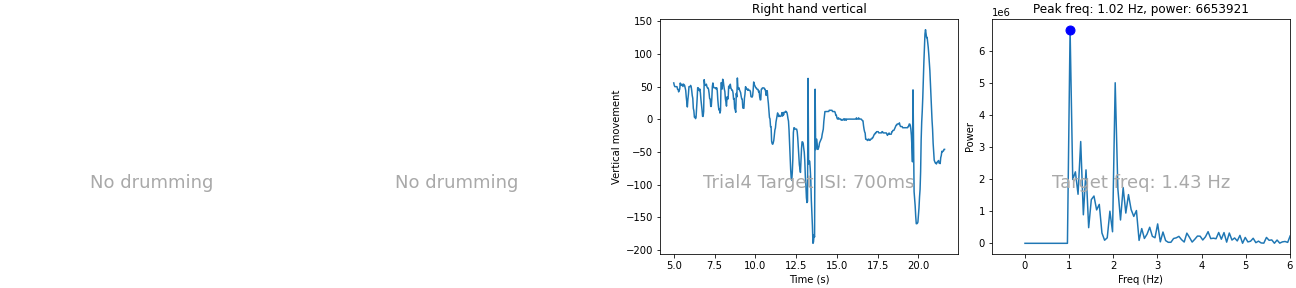 No drumming
No drumming
Right hand vertical
Vertical movement
150
100
50
0
−50
−100
−150
−200
Trial4 Target ISI: 700ms
5.0 7.5 10.0 12.5 15.0 17.5 20.0
Time (s)
Peak freq: 1.02 Hz, power: 6653921
1e6
Power
6
5
4
3
2
1
0
Target freq: 1.43 Hz
0 1 2 3 4 5 6
Freq (Hz)